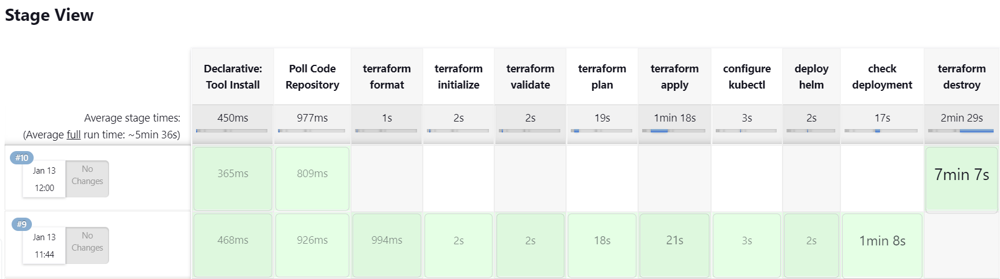 Stage View
Declarative: Tool Install
Poll Code Repository
terraform format
terraform initialize
terraform validate
terraform plan
terraform apply
configure kubectl
deploy helm
check deployment
terraform destroy
Average stage times:
(Average full run time: ~5min 36s)
450ms 977ms 1s 2s 2s 19s 1min 18s 3s 2s 17s 2min 29s
#10
Jan 13
12:00
No
Changes
365ms 809ms 7min 7s
#9
Jan 13
11:44
No
Changes
468ms 926ms 994ms 2s 2s 18s 21s 3s 2s 1min 8s